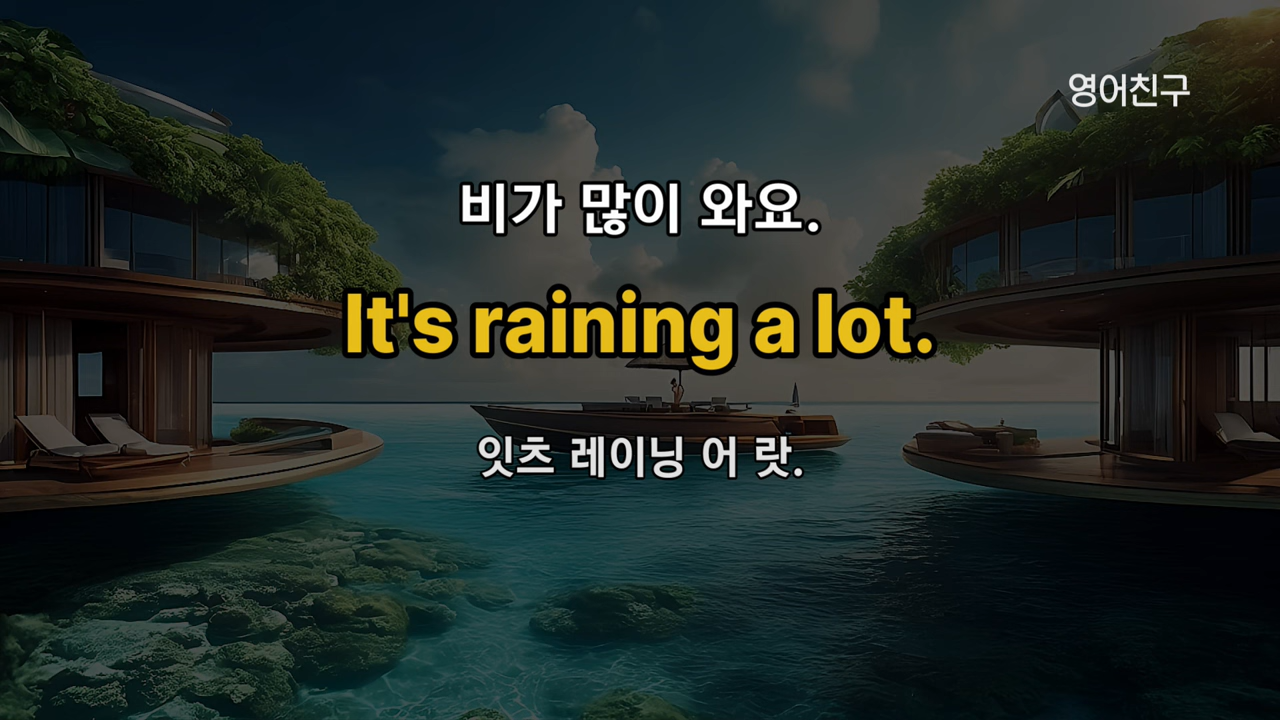 영어친구
비가 많이 와요.
It's raining a lot.
잇츠 레이닝 어 랏.